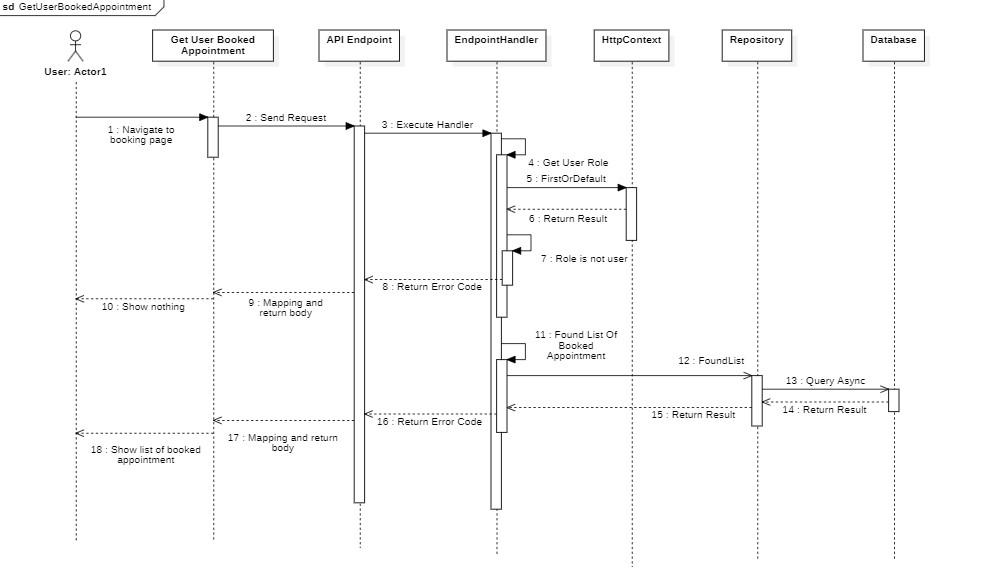 sd GetUserBookedAppointment
Get User Booked
Appointment
API Endpoint
EndpointHandler
HttpContext
Repository
Database
User: Actor1
1 : Navigate to
booking page
2 : Send Request
3 : Execute Handler
4 : Get User Role
5 : FirstOrDefault
6 : Return Result
7 : Role is not user
8 : Return Error Code
9 : Mapping and
return body
10 : Show nothing
11 : Found List Of
Booked
Appointment
12 : FoundList
13 : Query Async
14 : Return Result
15 : Return Result
16 : Return Error Code
17 : Mapping and return
body
18 : Show list of booked
appointment